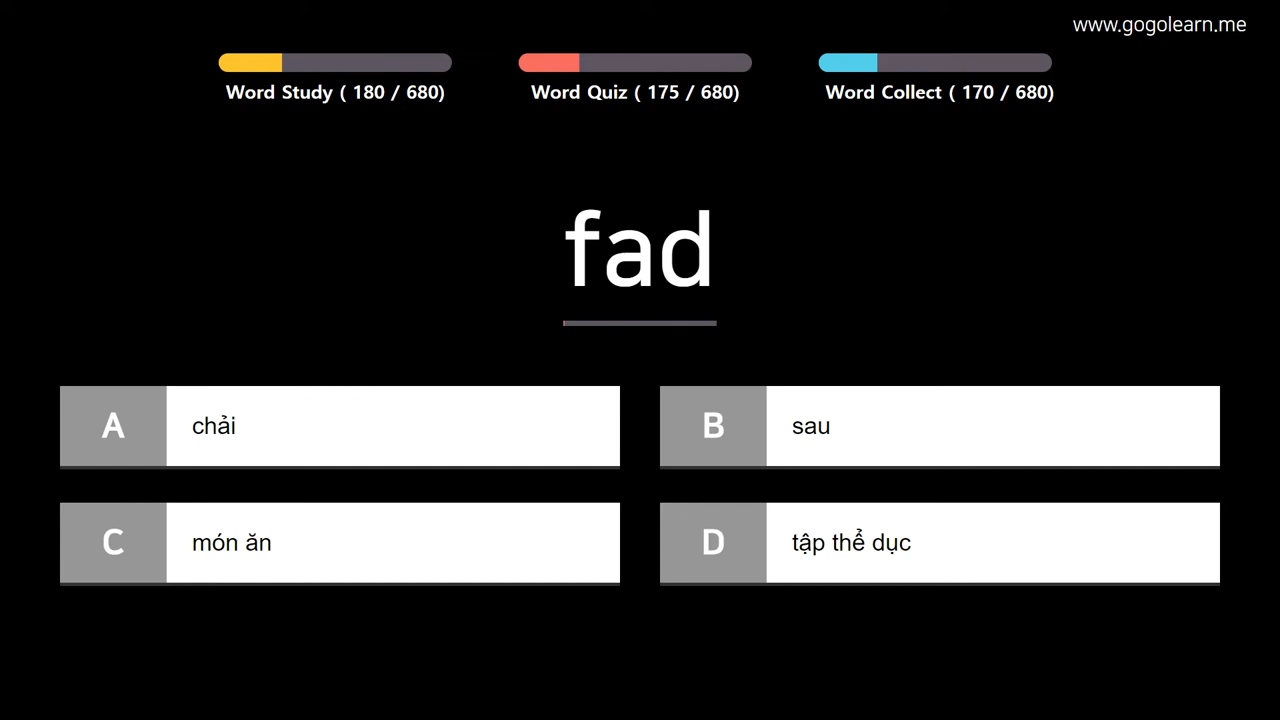 www.gogolearn.me
Word Study ( 180 / 680)
Word Quiz ( 175 / 680)
Word Collect ( 170 / 680)
fad
A chải
B sau
C món ăn
D tập thể dục